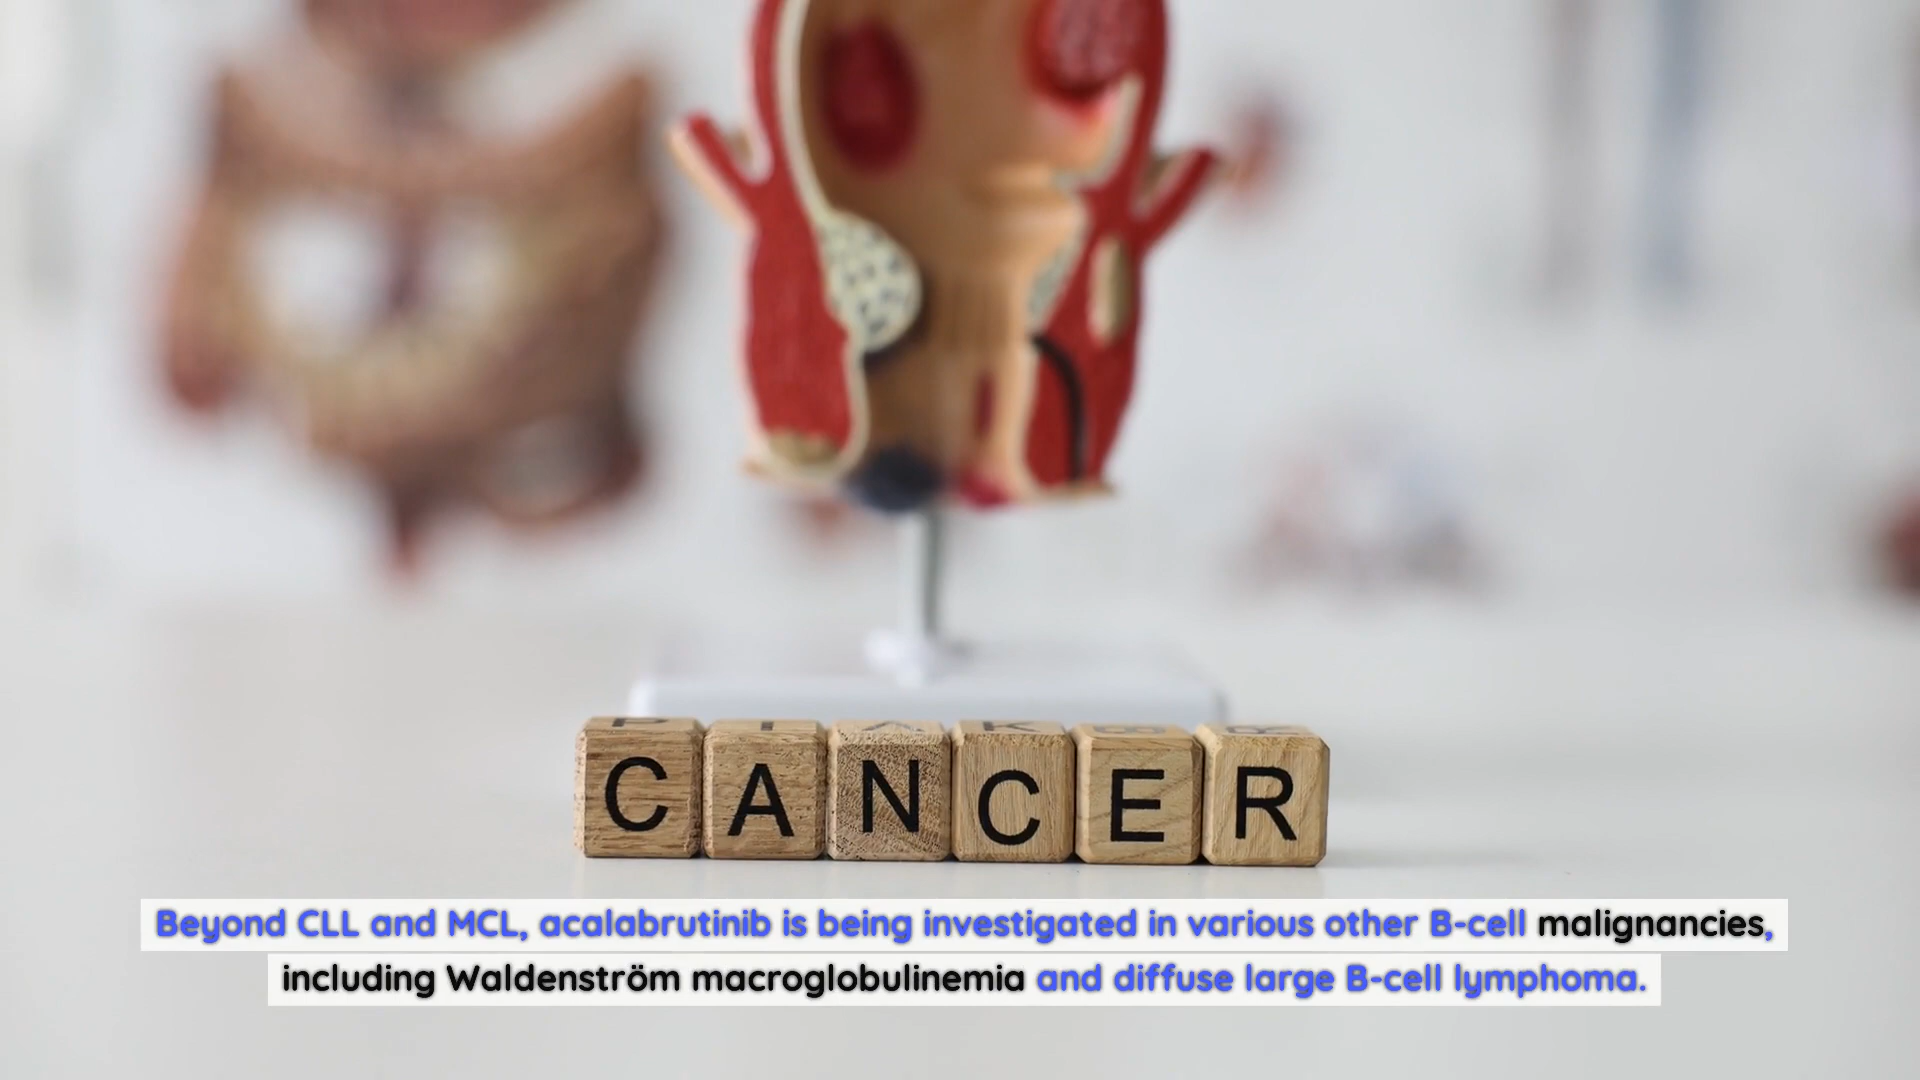 CANCER
Beyond CLL and MCL, acalabrutinib is being investigated in various other B-cell malignancies,
including Waldenström macroglobulinemia and diffuse large B-cell lymphoma.